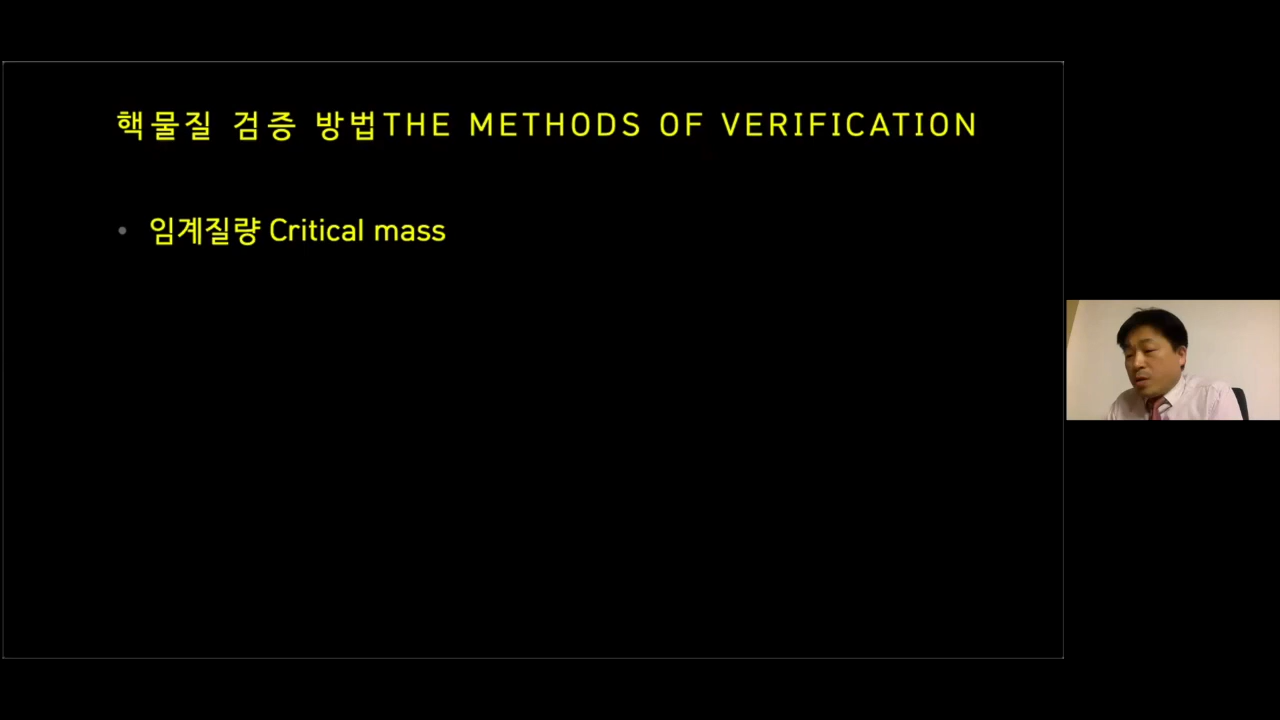 핵물질 검증 방법THE METHODS OF VERIFICATION
• 임계질량 Critical mass